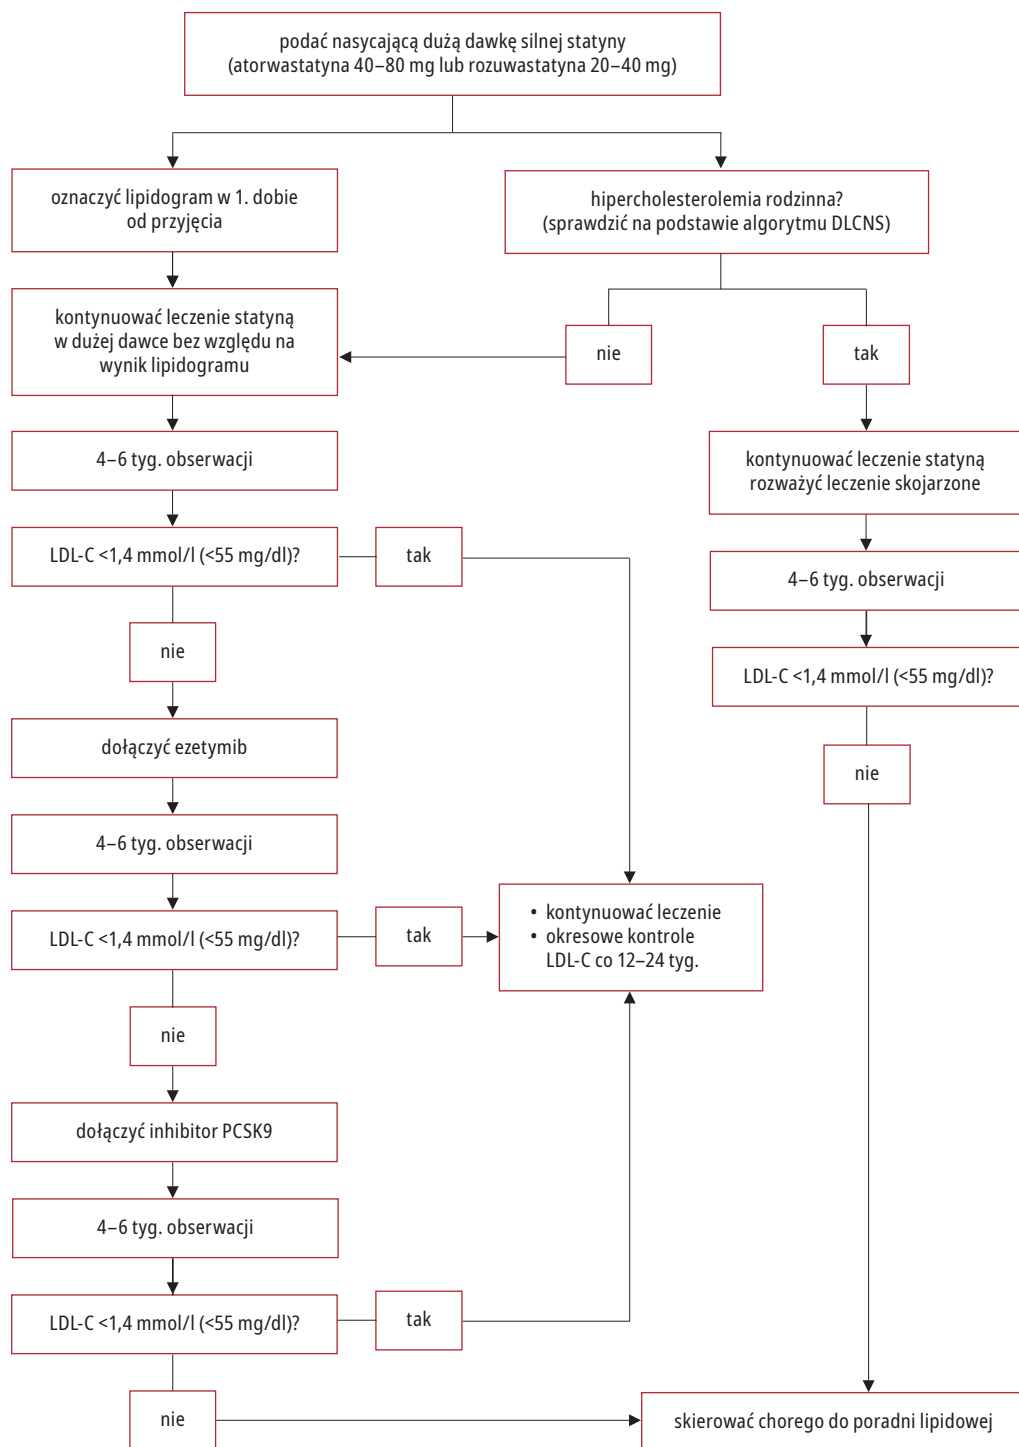 podać nasycającą dużą dawkę silnej statyny
(atorwastatyna 40–80 mg lub rozuwastatyna 20–40 mg)
oznaczyć lipidogram w 1. dobie
od przyjęcia
hipercholesterolemia rodzinna?
(sprawdzić na podstawie algorytmu DLCNS)
kontynuować leczenie statyną
w dużej dawce bez względu na
wynik lipidogramu
nie
tak
4–6 tyg. obserwacji
kontynuować leczenie statyną
rozważyć leczenie skojarzone
LDL-C <1,4 mmol/l (<55 mg/dl)?
tak
4–6 tyg. obserwacji
nie
LDL-C <1,4 mmol/l (<55 mg/dl)?
dołączyć ezetymib
nie
4–6 tyg. obserwacji
LDL-C <1,4 mmol/l (<55 mg/dl)?
tak
• kontynuować leczenie
• okresowe kontrole
LDL-C co 12–24 tyg.
nie
dołączyć inhibitor PCSK9
4–6 tyg. obserwacji
LDL-C <1,4 mmol/l (<55 mg/dl)?
tak
nie
skierować chorego do poradni lipidowej